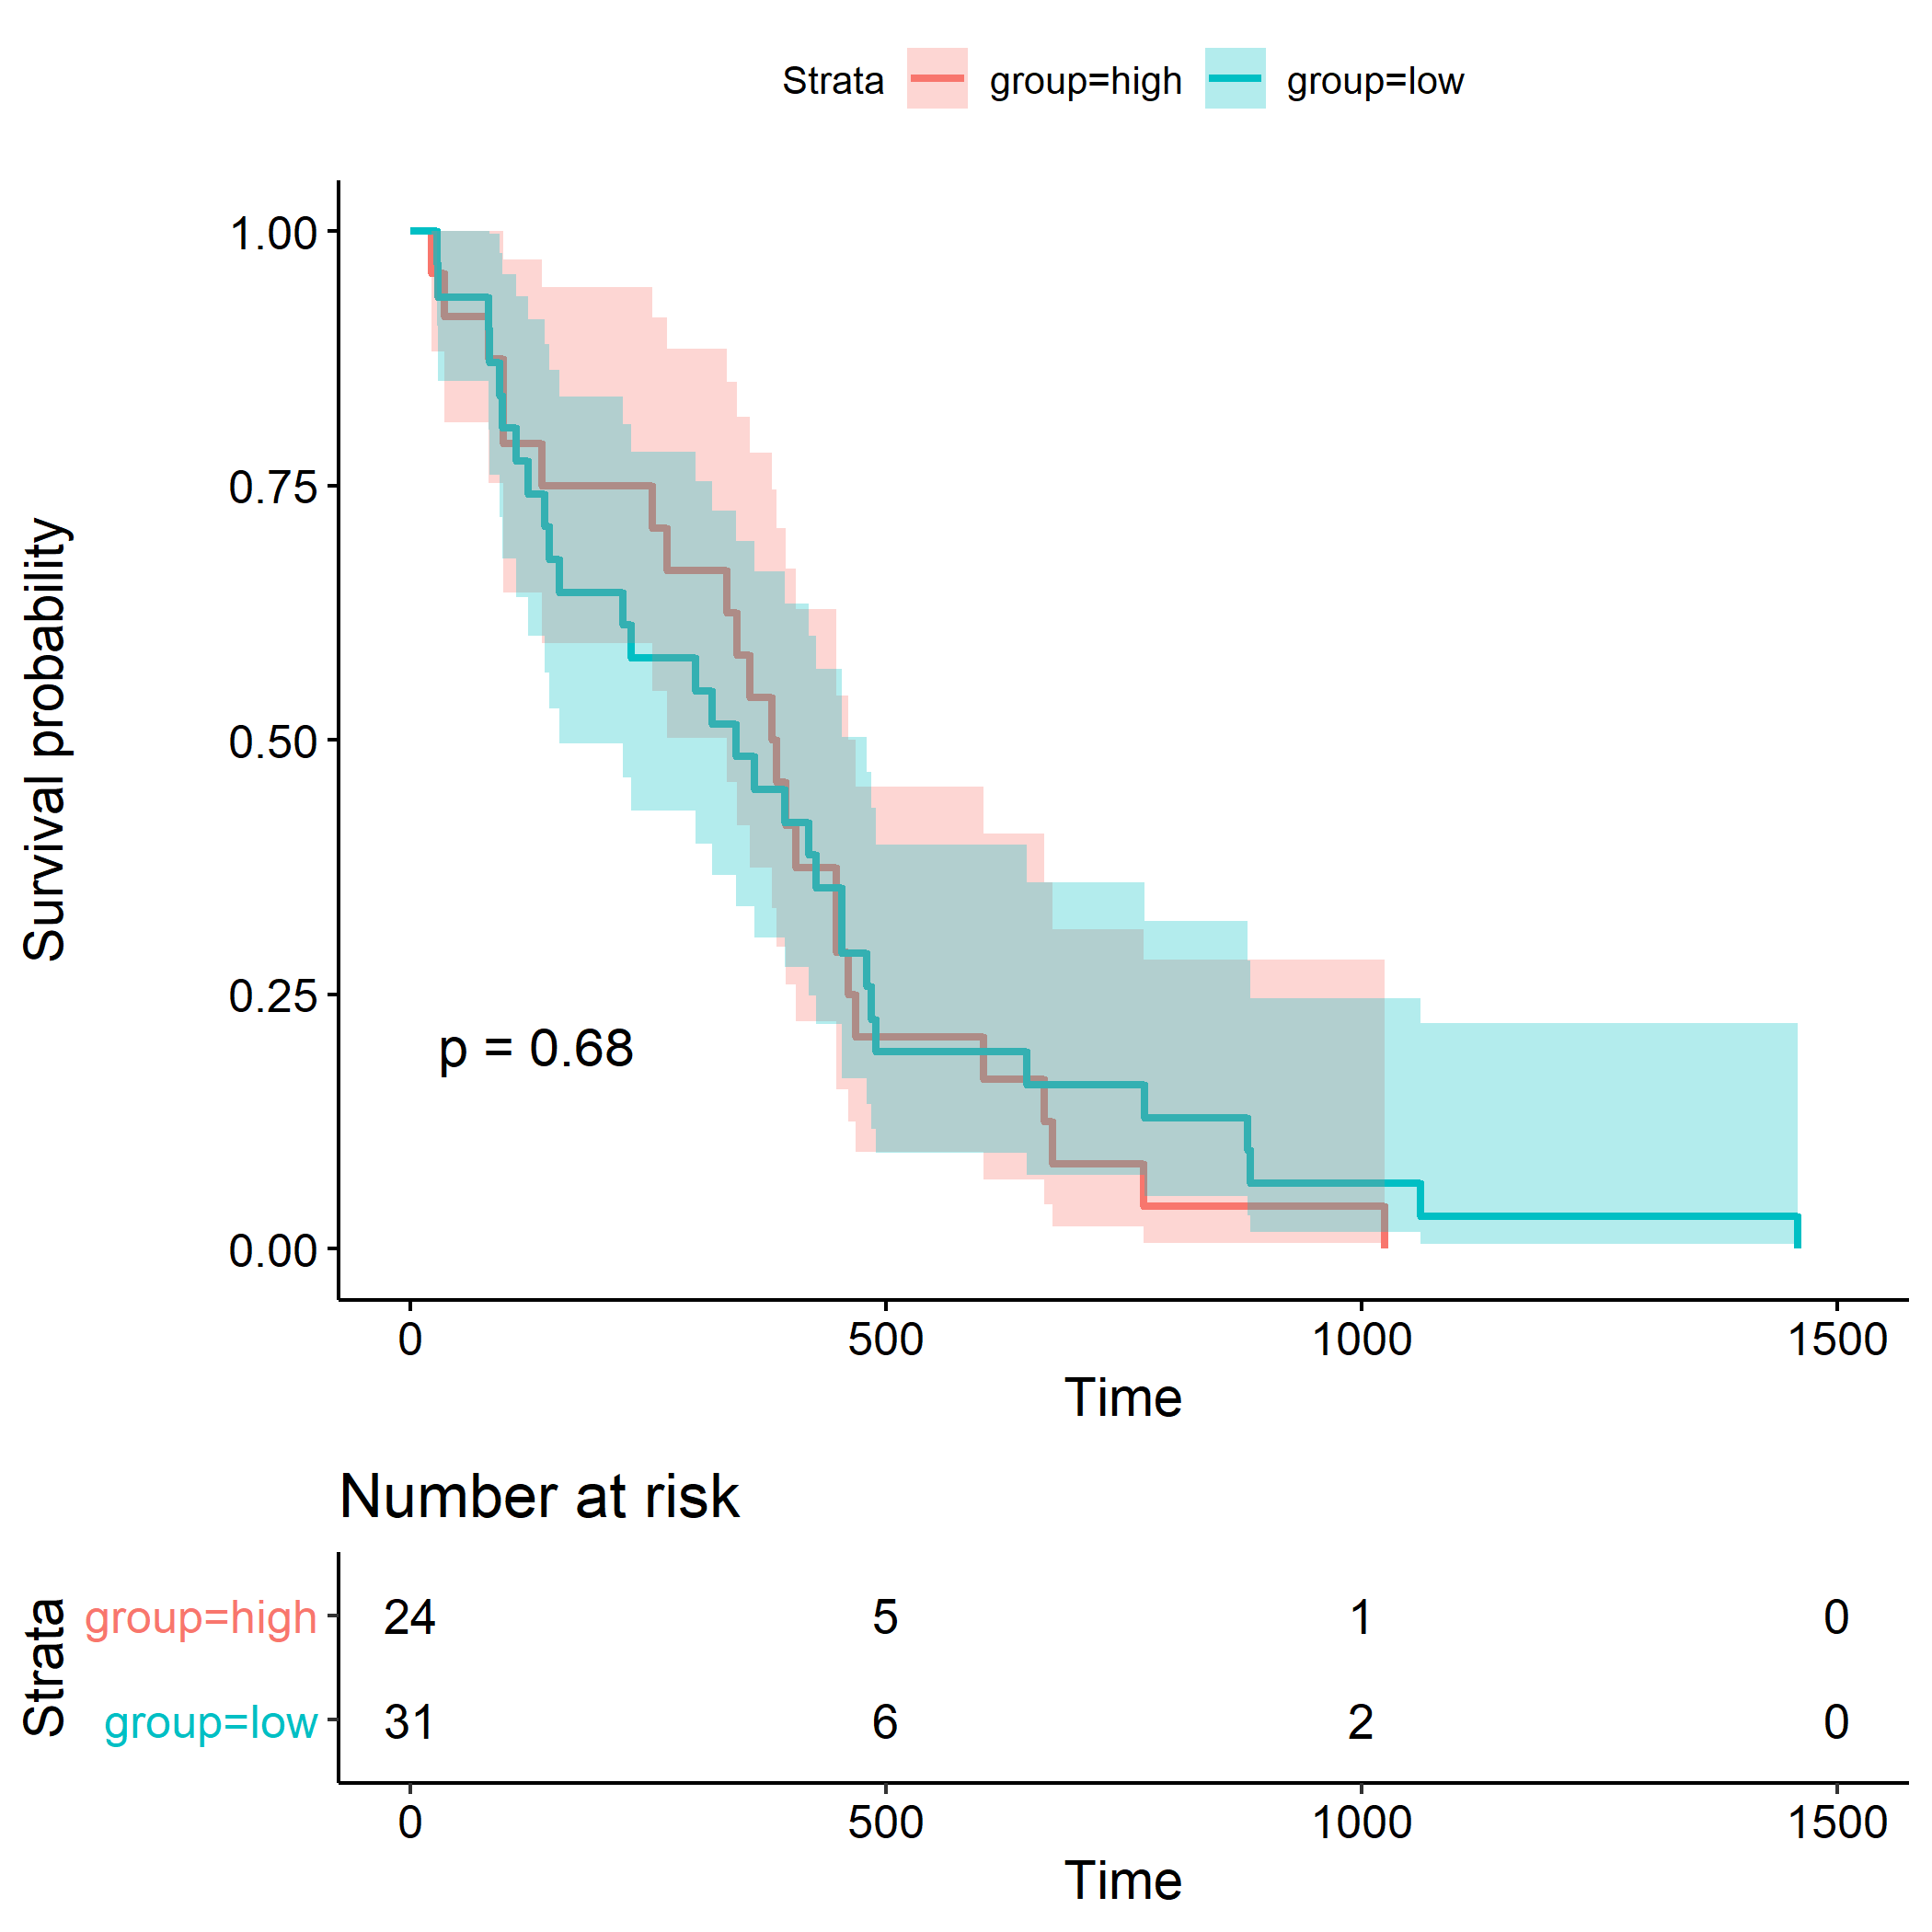 Strata group=high group=low
Survival probability
1.00
0.75
0.50
0.25
0.00
p = 0.68
0 500 1000 1500
Time
Number at risk
Strata
group=high 24 5 1 0
group=low 31 6 2 0
0 500 1000 1500
Time